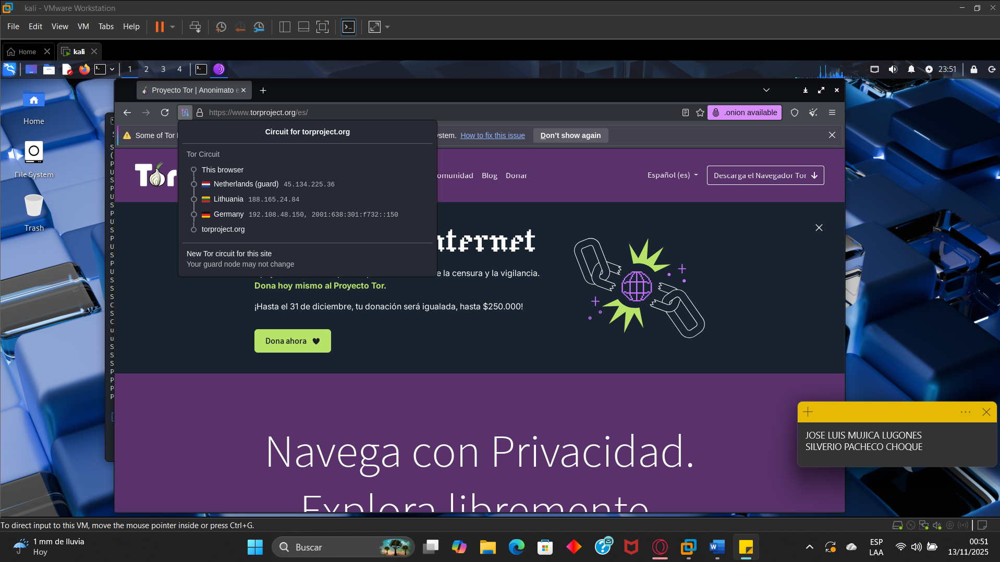 kali - VMware Workstation
File Edit View VM Tabs Help
Home kali
1 2 3 4 23:51
Proyecto Tor | Anonimato e
https://www.torproject.org/es/ .onion available
Some of Tor
ystem. How to fix this issue Don't show again
Circuit for torproject.org
Tor Circuit
This browser
Netherlands (guard) 45.134.225.36
Lithuania 188.165.24.84
Germany 192.108.48.150, 2001:638:301:f732::150
torproject.org
New Tor circuit for this site
Your guard node may not change
Home
File System
Trash
Tor
omunidad Blog Donar Español (es) Descarga el Navegador Tor
nternet
e la censura y la vigilancia.
Dona hoy mismo al Proyecto Tor.
¡Hasta el 31 de diciembre, tu donación será igualada, hasta $250.000!
Dona ahora
Navega con Privacidad.
Explora libremente.
JOSE LUIS MUJICA LUGONES
SILVERIO PACHECO CHOQUE
To direct input to this VM, move the mouse pointer inside or press Ctrl+G.
1 mm de lluvia
Hoy
Buscar
ESP
LAA
00:51
13/11/2025